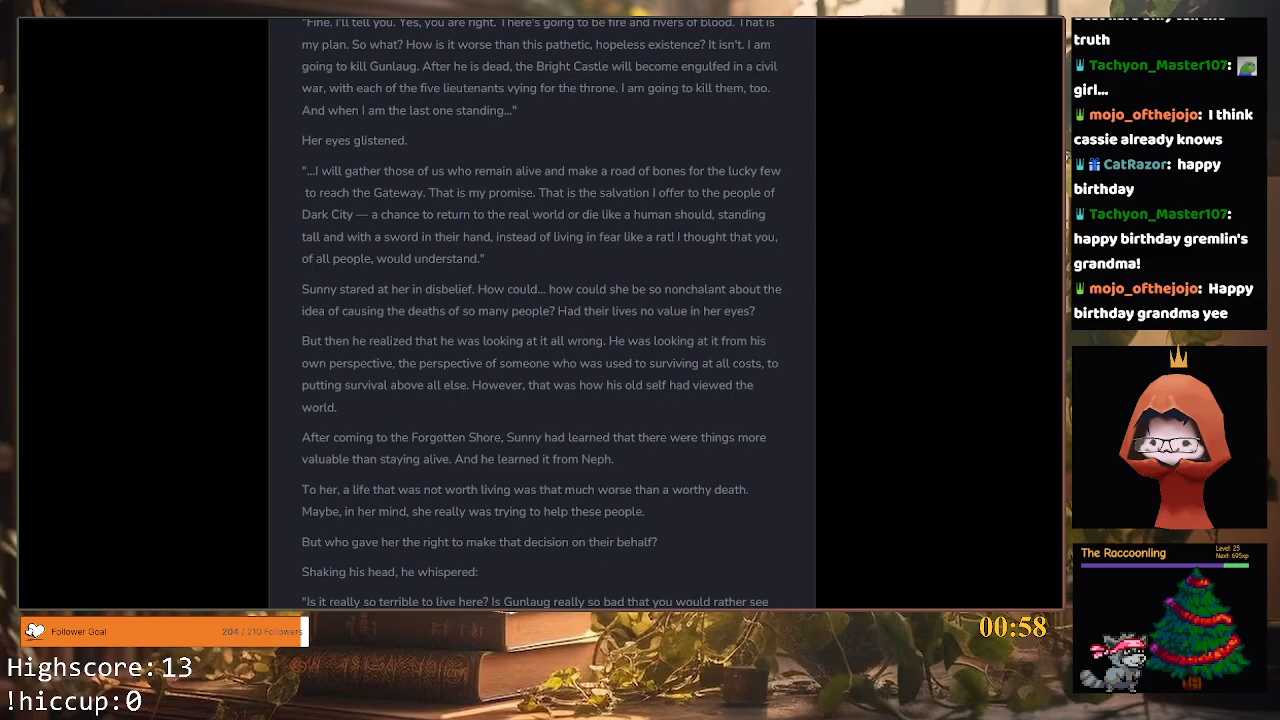 "Fine. I'll tell you. Yes, you are right. There's going to be fire and rivers of blood. That is
my plan. So what? How is it worse than this pathetic, hopeless existence? It isn't. I am
going to kill Gunlaug. After he is dead, the Bright Castle will become engulfed in a civil
war, with each of the five lieutenants vying for the throne. I am going to kill them, too.
And when I am the last one standing..."
Her eyes glistened.
"...I will gather those of us who remain alive and make a road of bones for the lucky few
to reach the Gateway. That is my promise. That is the salvation I offer to the people of
Dark City — a chance to return to the real world or die like a human should, standing
tall and with a sword in their hand, instead of living in fear like a rat! I thought that you,
of all people, would understand."
Sunny stared at her in disbelief. How could... how could she be so nonchalant about the
idea of causing the deaths of so many people? Had their lives no value in her eyes?
But then he realized that he was looking at it all wrong. He was looking at it from his
own perspective, the perspective of someone who was used to surviving at all costs, to
putting survival above all else. However, that was how his old self had viewed the
world.
After coming to the Forgotten Shore, Sunny had learned that there were things more
valuable than staying alive. And he learned it from Neph.
To her, a life that was not worth living was that much worse than a worthy death.
Maybe, in her mind, she really was trying to help these people.
But who gave her the right to make that decision on their behalf?
Shaking his head, he whispered:
"Is it really so terrible to live here? Is Gunlaug really so bad that you would rather see
truth
Tachyon_Master107:
girl...
mojo_ofthejojo: I think
cassie already knows
CatRazor: happy
birthday
Tachyon_Master107:
happy birthday gremlin's
grandma!
mojo_ofthejojo: Happy
birthday grandma yee
The Raccoonling
Level: 25
Next: 695xp
Follower Goal
204 / 210 Followers
00:58
Highscore:13
!hiccup:0